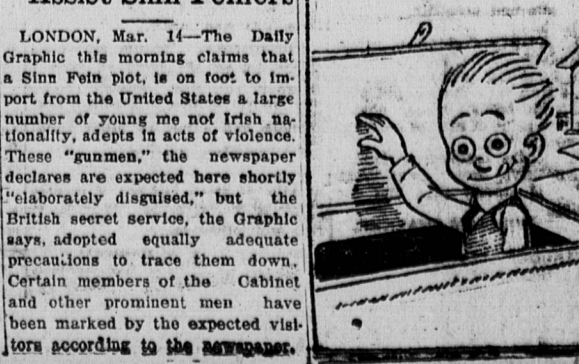 Assist Sinn Feiners
LONDON, Mar. 14—The Daily
Graphic this morning claims that
a Sinn Fein plot, is on foot to im-
port from the United States a large
number of young me not Irish na-
tionality, adepts in acts of violence.
These "gunmen," the newspaper
declares are expected here shortly
"elaborately disguised," but the
British secret service, the Graphic
says, adopted equally adequate
precautions to trace them down.
Certain members of the Cabinet
and other prominent men have
been marked by the expected visi-
tors according to the newspaper.